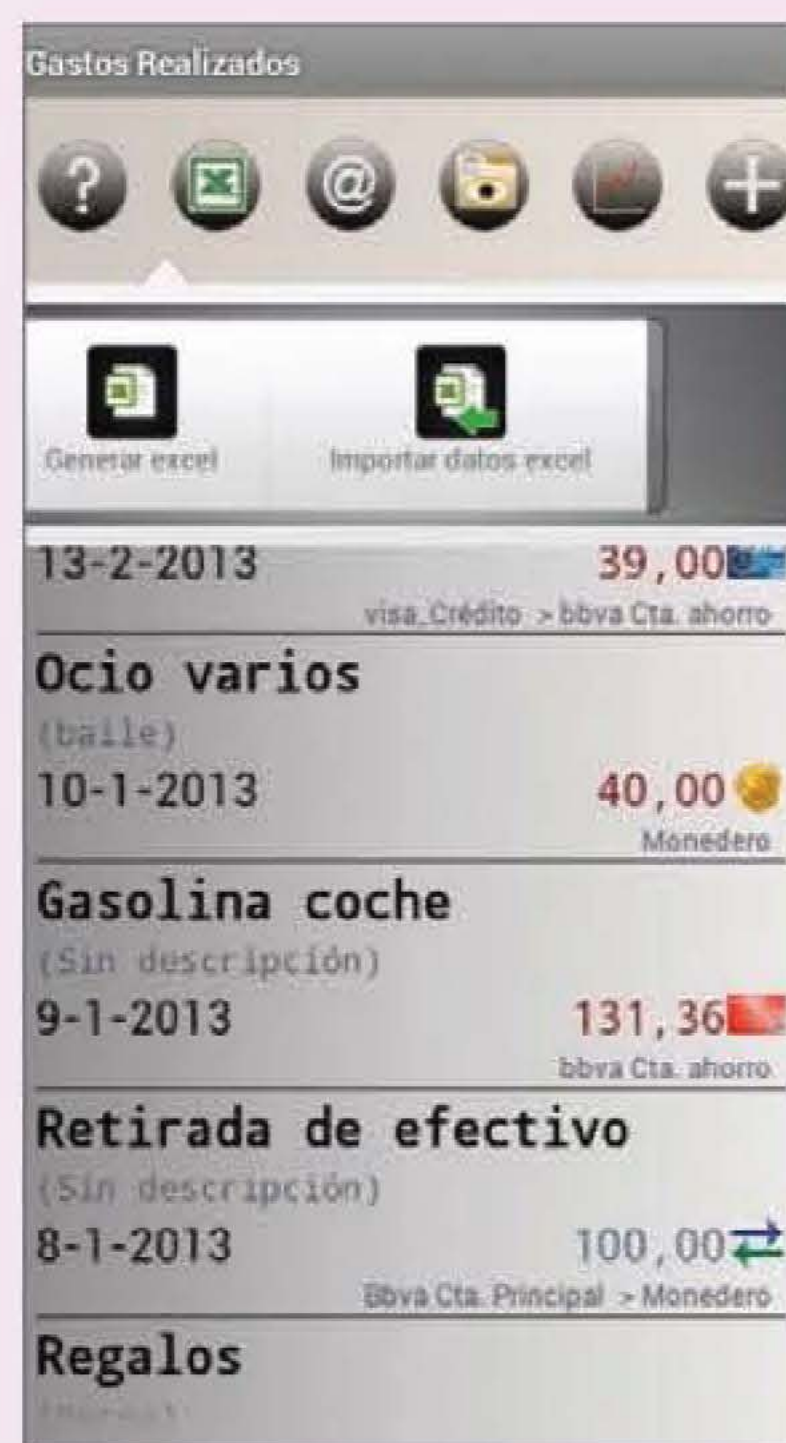 Gastos Realizados
Generar excel
Importar datos excel
13-2-2013
39,00
visa_Crédito > bbva Cta. ahorro
Ocio varios
(baile)
10-1-2013
40,00
Monedero
Gasolina coche
(Sin descripción)
9-1-2013
131,36
bbva Cta. ahorro
Retirada de efectivo
(Sin descripción)
8-1-2013
100,00
Bbva Cta. Principal > Monedero
Regalos